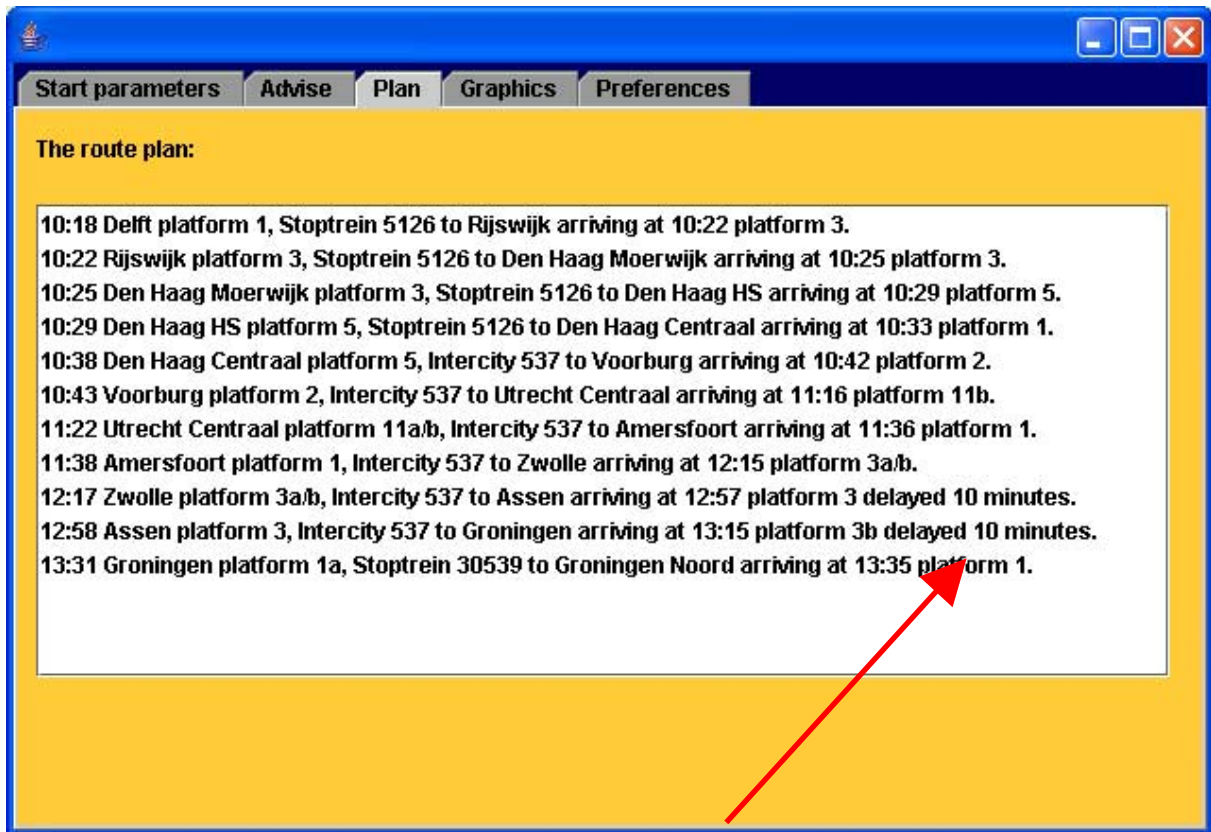 Start parameters Advise Plan Graphics Preferences
The route plan:
10:18 Delft platform 1, Stoptrein 5126 to Rijswijk arriving at 10:22 platform 3.
10:22 Rijswijk platform 3, Stoptrein 5126 to Den Haag Moerwijk arriving at 10:25 platform 3.
10:25 Den Haag Moerwijk platform 3, Stoptrein 5126 to Den Haag HS arriving at 10:29 platform 5.
10:29 Den Haag HS platform 5, Stoptrein 5126 to Den Haag Centraal arriving at 10:33 platform 1.
10:38 Den Haag Centraal platform 5, Intercity 537 to Voorburg arriving at 10:42 platform 2.
10:43 Voorburg platform 2, Intercity 537 to Utrecht Centraal arriving at 11:16 platform 11b.
11:22 Utrecht Centraal platform 11a/b, Intercity 537 to Amersfoort arriving at 11:36 platform 1.
11:38 Amersfoort platform 1, Intercity 537 to Zwolle arriving at 12:15 platform 3a/b.
12:17 Zwolle platform 3a/b, Intercity 537 to Assen arriving at 12:57 platform 3 delayed 10 minutes.
12:58 Assen platform 3, Intercity 537 to Groningen arriving at 13:15 platform 3b delayed 10 minutes.
13:31 Groningen platform 1a, Stoptrein 30539 to Groningen Noord arriving at 13:35 platform 1.